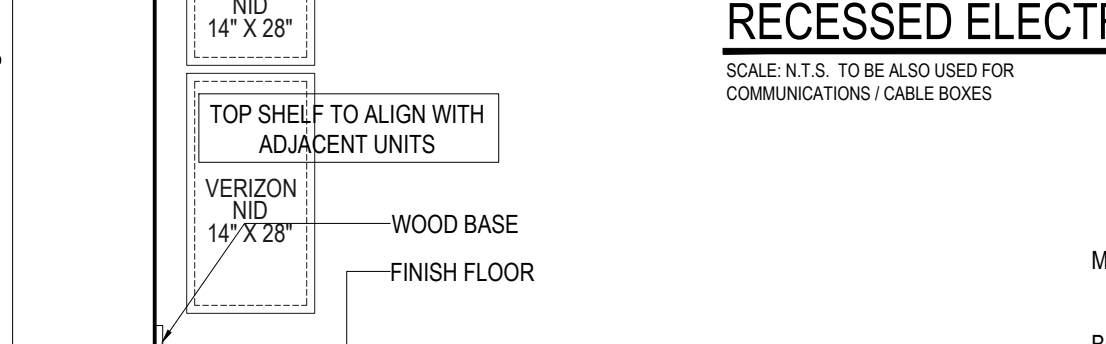 NID
14" X 28"
TOP SHELF TO ALIGN WITH
ADJACENT UNITS
VERIZON
NID
14" X 28"
WOOD BASE
FINISH FLOOR
RECESSED ELECT
SCALE: N.T.S. TO BE ALSO USED FOR
COMMUNICATIONS / CABLE BOXES
M